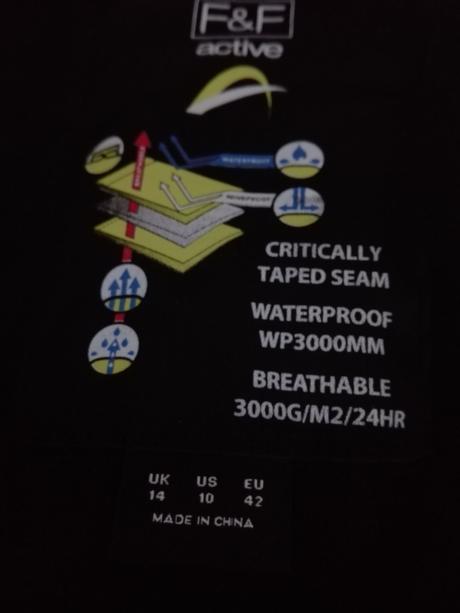 F&F
active
BREATHABLE
WATERPROOF
WINDPROOF
CRITICALLY
TAPED SEAM
WATERPROOF
WP3000MM
BREATHABLE
3000G/M2/24HR
UK US EU
14 10 42
MADE IN CHINA